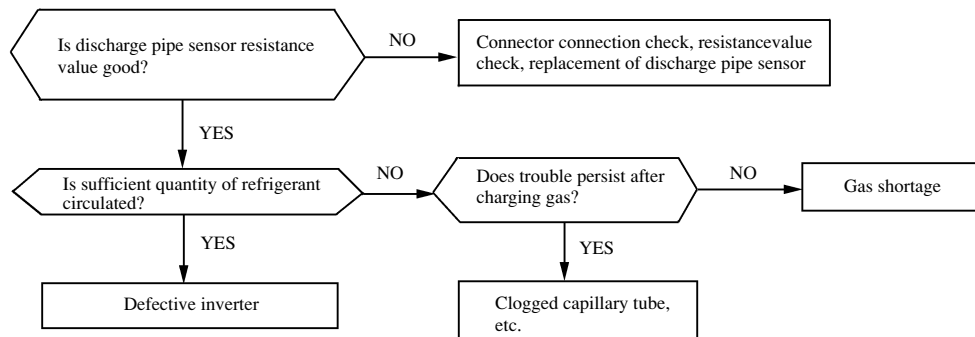 Is discharge pipe sensor resistance
value good?
NO
Connector connection check, resistancevalue
check, replacement of discharge pipe sensor
YES
Is sufficient quantity of refrigerant
circulated?
NO
Does trouble persist after
charging gas?
NO
Gas shortage
YES
YES
Defective inverter
Clogged capillary tube,
etc.